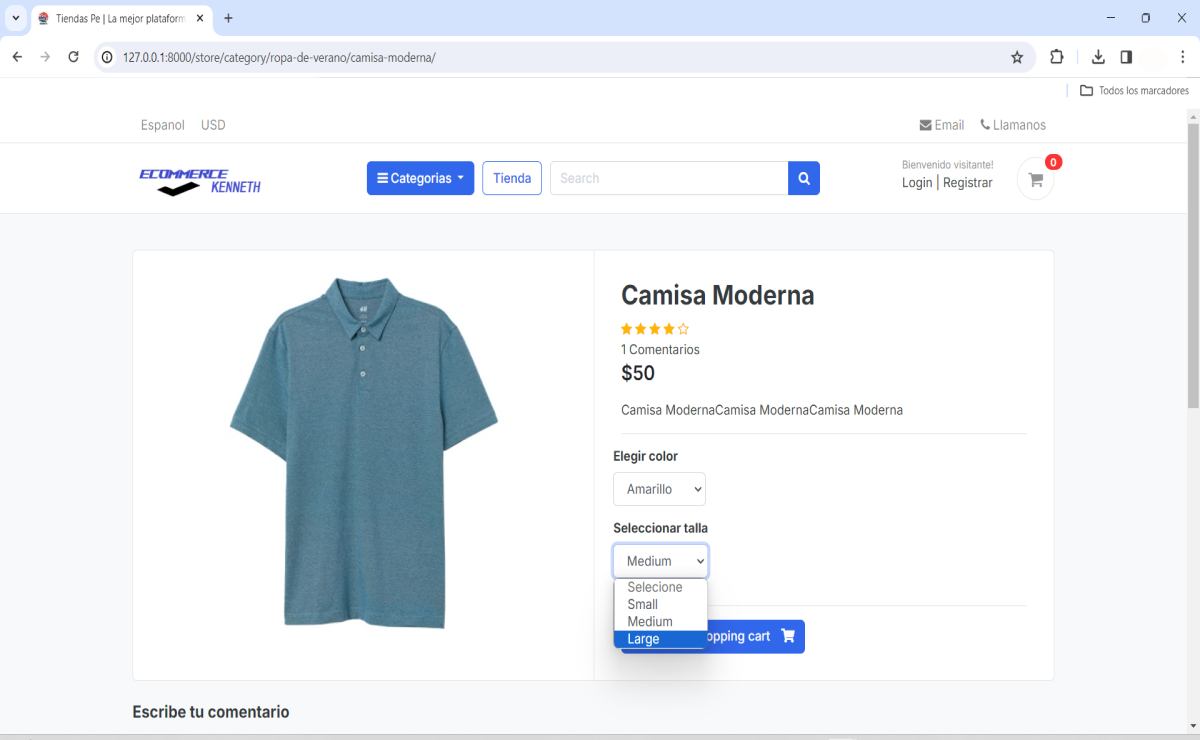 Tiendas Pe | La mejor plataform
127.0.0.1:8000/store/category/ropa-de-verano/camisa-moderna/
Todos los marcadores
Espanol USD
Email Llamanos
ECOMMERCE
KENNETH
Categorias
Tienda
Search
Bienvenido visitante!
Login | Registrar
0
Camisa Moderna
1 Comentarios
$50
Camisa ModernaCamisa ModernaCamisa Moderna
Elegir color
Amarillo
Seleccionar talla
Medium
Selecione
Small
Medium
Large
opping cart
Escribe tu comentario